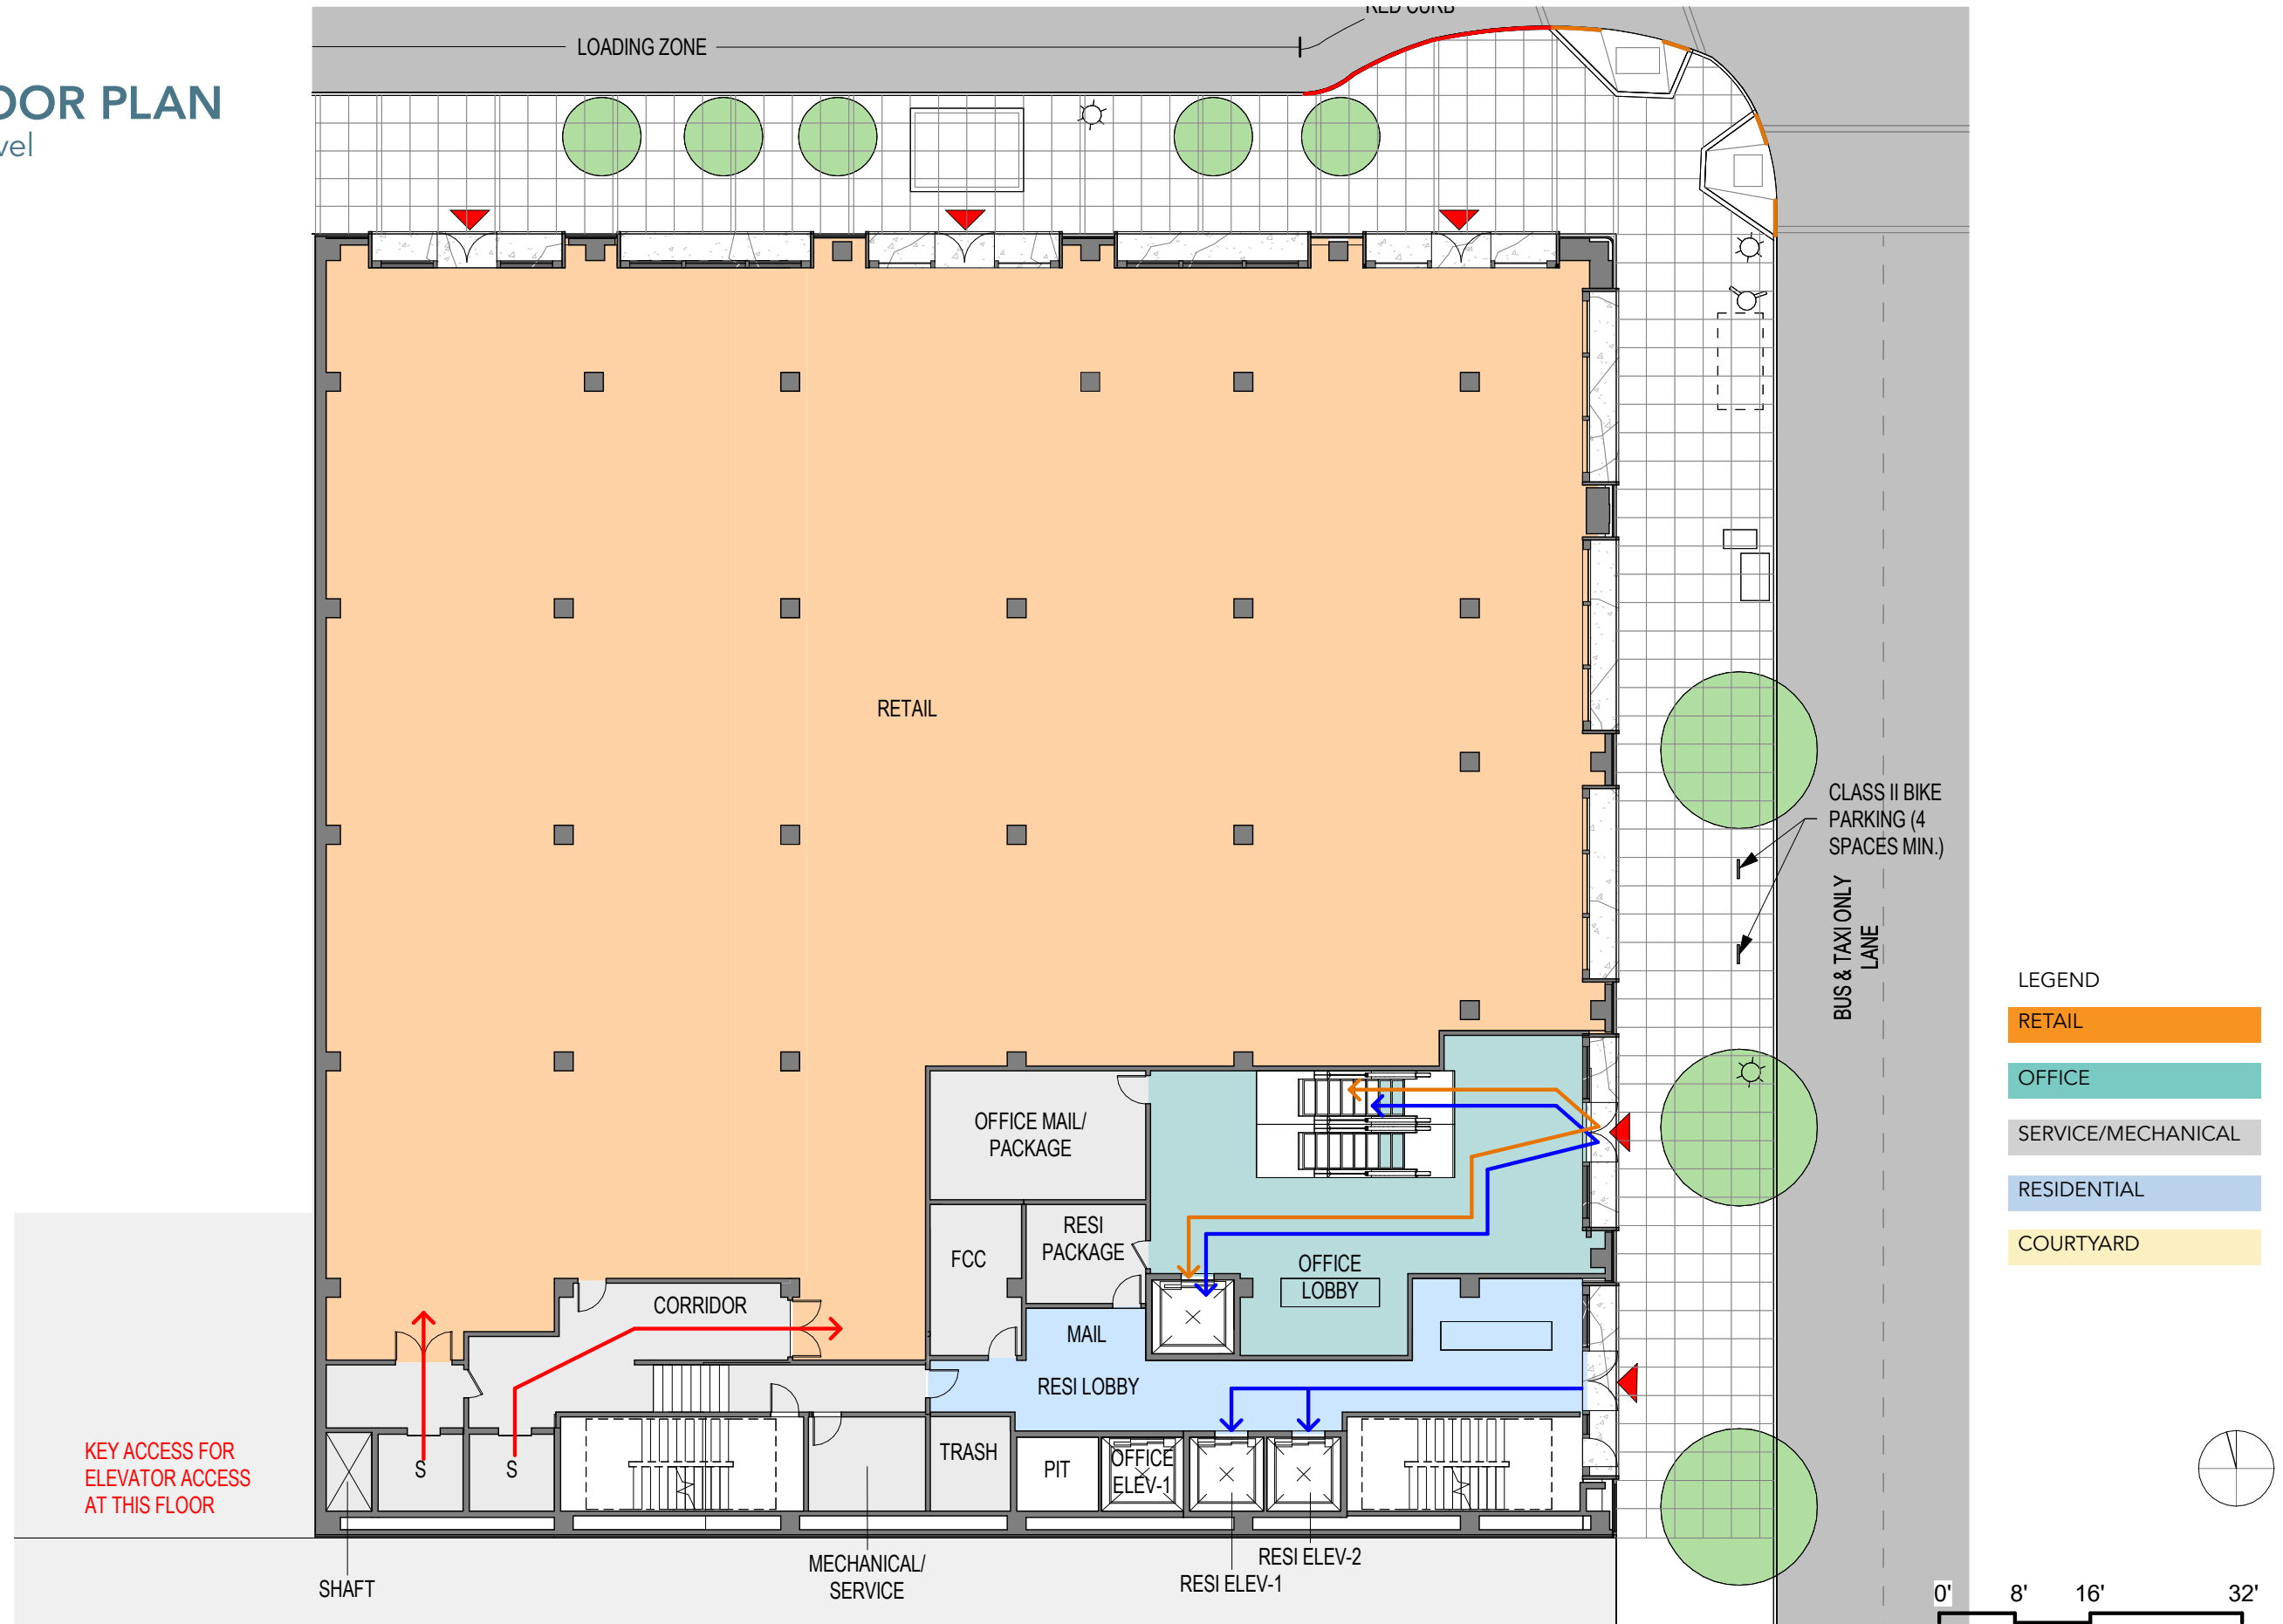 RED CURB
LOADING ZONE
OOR PLAN
vel
RETAIL
CLASS II BIKE
PARKING (4
SPACES MIN.)
BUS & TAXI ONLY
LANE
LEGEND
RETAIL
OFFICE
SERVICE/MECHANICAL
RESIDENTIAL
COURTYARD
OFFICE MAIL/
PACKAGE
RESI
PACKAGE
FCC
OFFICE
LOBBY
CORRIDOR
MAIL
RESI LOBBY
KEY ACCESS FOR
ELEVATOR ACCESS
AT THIS FLOOR
S
S
TRASH
PIT
OFFICE
ELEV-1
SHAFT
MECHANICAL/
SERVICE
RESI ELEV-2
RESI ELEV-1
0' 8' 16' 32'